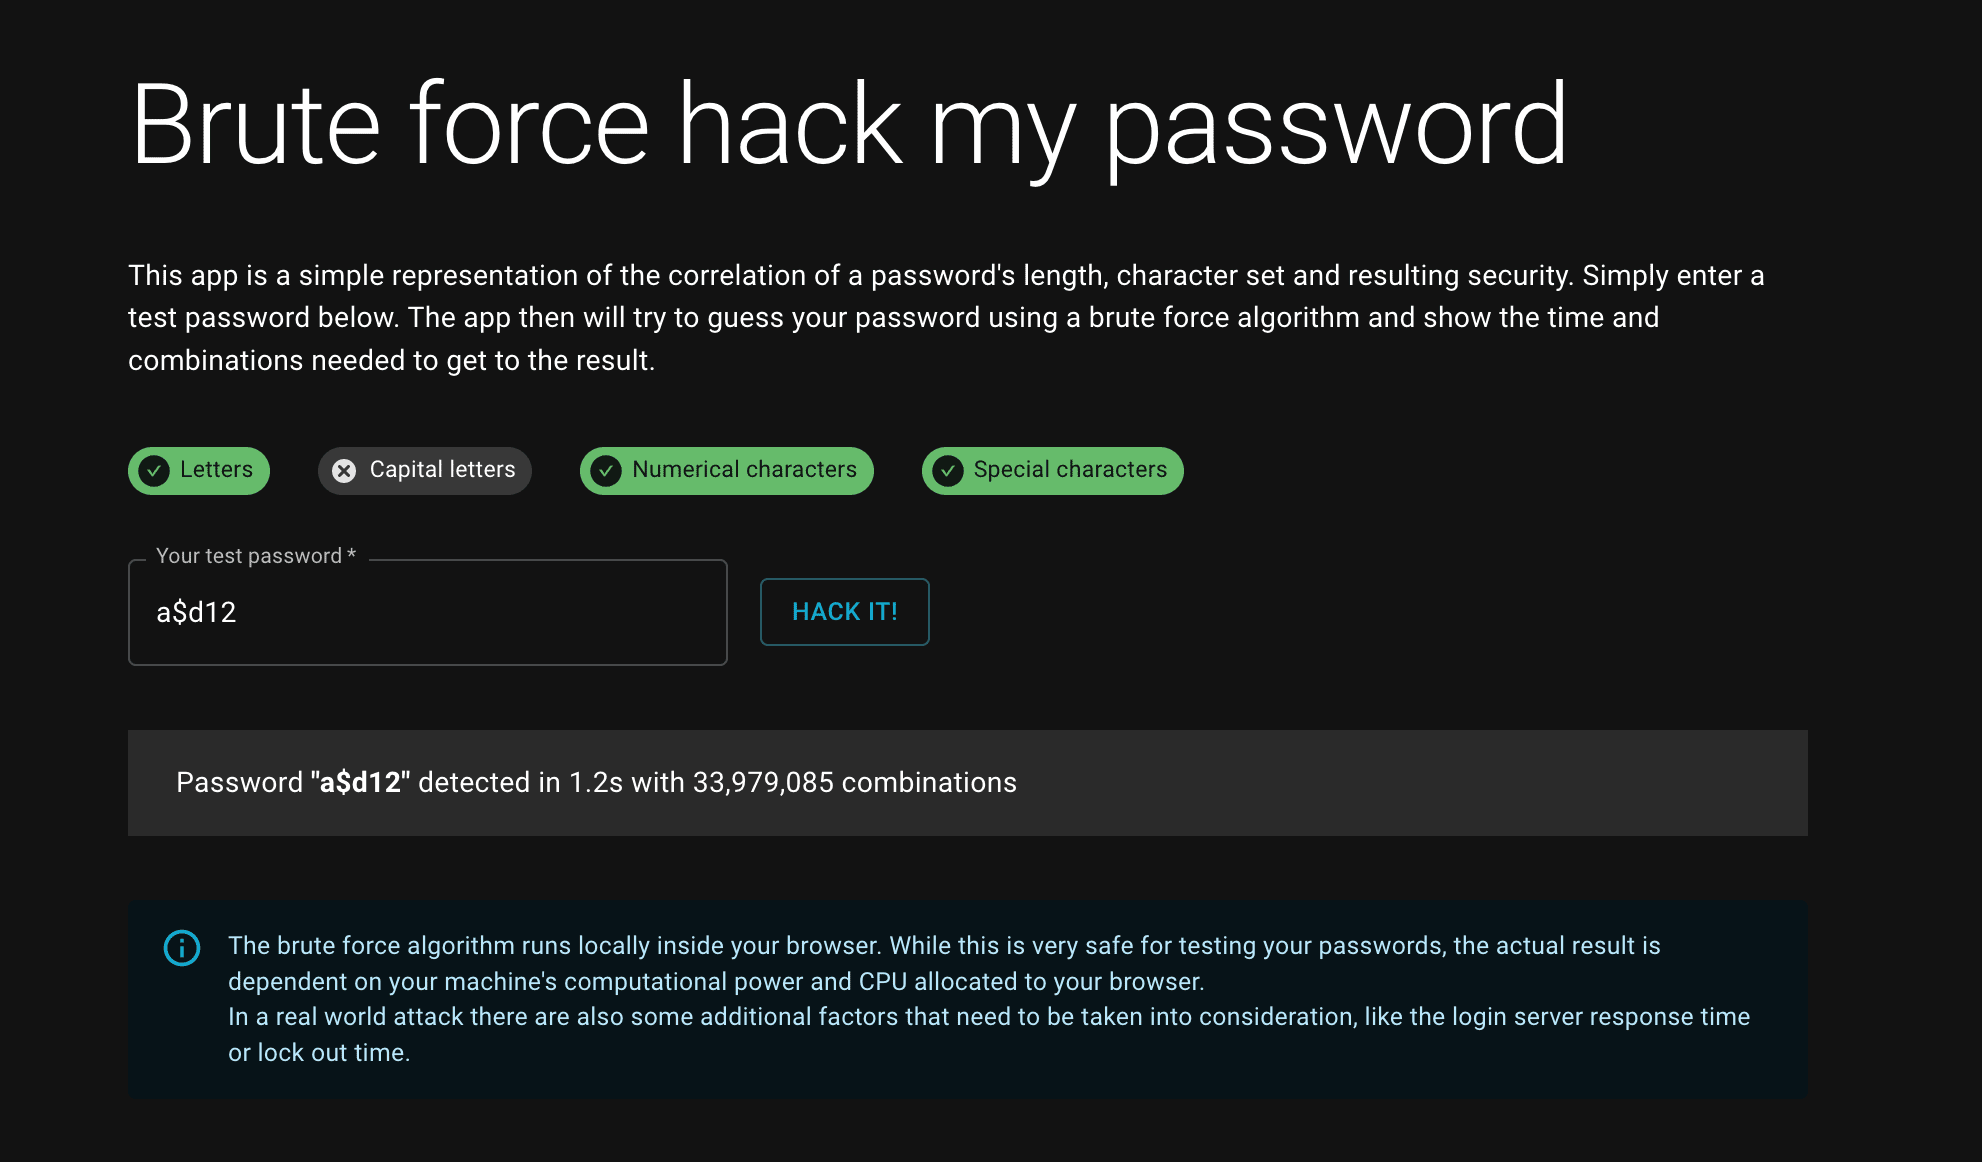 Brute force hack my password
This app is a simple representation of the correlation of a password's length, character set and resulting security. Simply enter a
test password below. The app then will try to guess your password using a brute force algorithm and show the time and
combinations needed to get to the result.
Letters Capital letters Numerical characters Special characters
Your test password *
a$d12
HACK IT!
Password "a$d12" detected in 1.2s with 33,979,085 combinations
The brute force algorithm runs locally inside your browser. While this is very safe for testing your passwords, the actual result is
dependent on your machine's computational power and CPU allocated to your browser.
In a real world attack there are also some additional factors that need to be taken into consideration, like the login server response time
or lock out time.